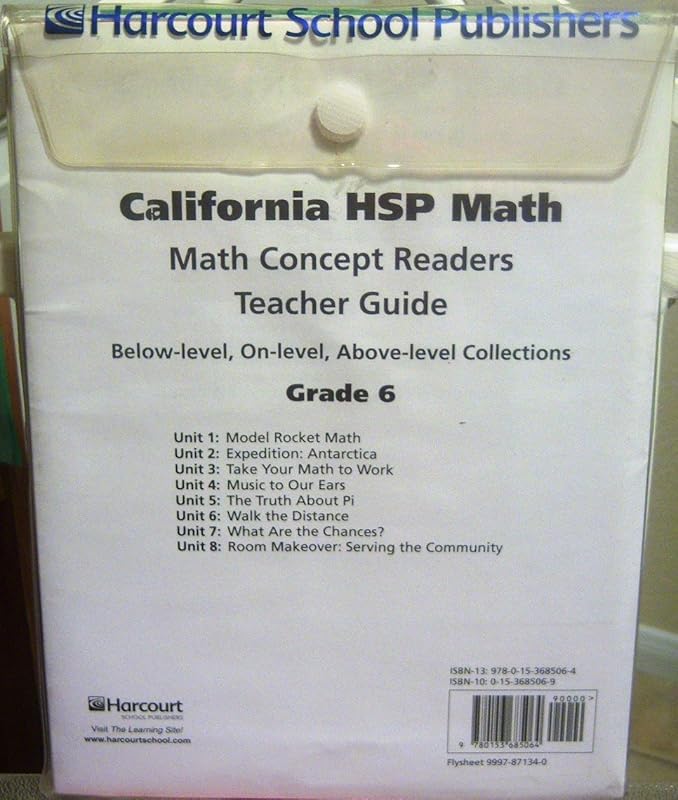 Harcourt School Publishers
California HSP Math
Math Concept Readers
Teacher Guide
Below-level, On-level, Above-level Collections
Grade 6
Unit 1: Model Rocket Math
Unit 2: Expedition: Antarctica
Unit 3: Take Your Math to Work
Unit 4: Music to Our Ears
Unit 5: The Truth About Pi
Unit 6: Walk the Distance
Unit 7: What Are the Chances?
Unit 8: Room Makeover: Serving the Community
ISBN-13: 978-0-15-368506-4
ISBN-10: 0-15-368506-9
90000>
9 780153 685064
Flysheet 9997-87134-0
Harcourt
SCHOOL PUBLISHERS
Visit The Learning Site!
www.harcourtschool.com